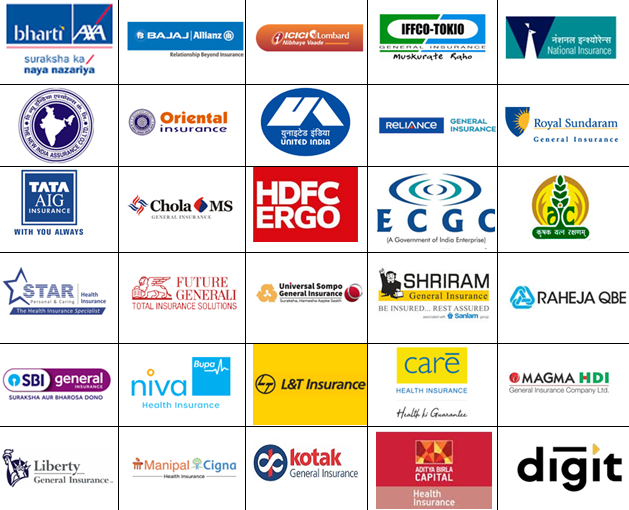 bharti AXA
suraksha ka
naya nazariya
BAJAJ Allianz
Relationship Beyond Insurance
ICICI Lombard
Nibhaye Vaade
IFFCO-TOKIO
GENERAL INSURANCE
Muskurate Raho
नेशनल इन्श्योरेन्स
National Insurance
THE NEW INDIA ASSURANCE CO. LTD
Oriental
insurance
युनाइटेड इंडिया
UNITED INDIA
RELIANCE
GENERAL
INSURANCE
Royal Sundaram
General Insurance
TATA
AIG
INSURANCE
WITH YOU ALWAYS
Chola MS
GENERAL INSURANCE
HDFC
ERGO
ECGC
(A Government of India Enterprise)
कृषक वत्न रक्षणम्
STAR
Personal & Caring
Health
Insurance
The Health Insurance Specialist
FUTURE
GENERALI
TOTAL INSURANCE SOLUTIONS
Universal Sompo
General Insurance
Suraksha, Hamesha Aapke Saath
SHRIRAM
General Insurance
BE INSURED... REST ASSURED
associated with Sanlam group
RAHEJA QBE
SBI general
INSURANCE
SURAKSHA AUR BHAROSA DONO
niva
Bupa
Health Insurance
L&T Insurance
carē
HEALTH INSURANCE
Health ki Guarantee
MAGMA HDI
General Insurance Company Ltd.
Liberty
General Insurance
ManipalCigna
Health Insurance
kotak
General Insurance
ADITYA BIRLA
CAPITAL
Health
Insurance
digit